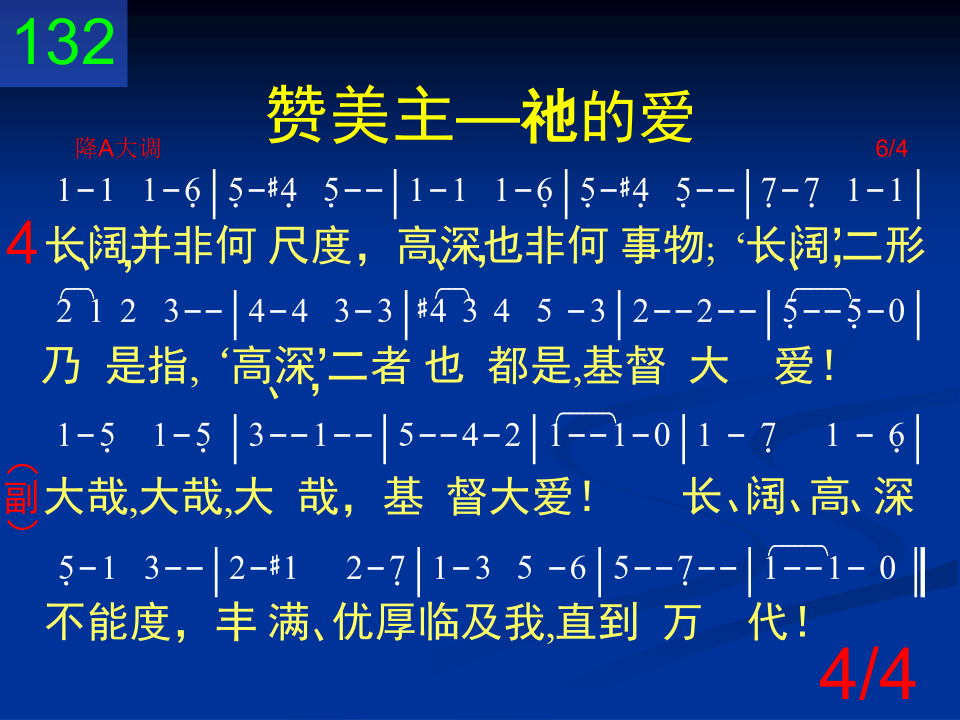 132
赞美主—祂的爱
降A大调 6/4
1-1 1-6̣|5̣-#4̣ 5̣--|1-1 1-6̣|5̣-#4̣ 5̣--|7̣-7̣ 1-1|
4 长、阔,并非何 尺度，高、深,也非何 事物; ‘长、阔,’二形
2 1 2 3--|4-4 3-3|#4 3 4 5 -3|2--2--|5̣--5̣-0|
乃 是指, ‘高、深,’二者 也 都是,基督 大 爱！
1-5̣ 1-5̣ |3--1--|5--4-2|1--1-0|1 - 7̣ 1 - 6̣|
(副) 大哉,大哉,大 哉，基 督大爱！ 长、阔、高、深
5̣-1 3--|2-#1 2-7̣|1-3 5 -6|5--7̣--|1--1- 0‖
不能度，丰 满、优厚临及我,直到 万 代！
4/4